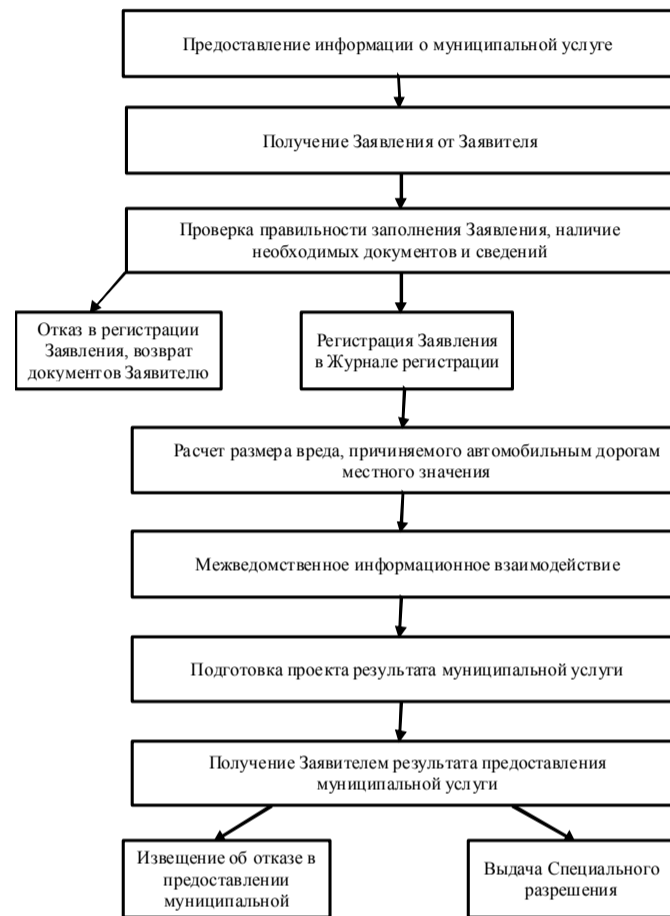 Предоставление информации о муниципальной услуге
Получение Заявления от Заявителя
Проверка правильности заполнения Заявления, наличие
необходимых документов и сведений
Отказ в регистрации
Заявления, возврат
документов Заявителю
Регистрация Заявления
в Журнале регистрации
Расчет размера вреда, причиняемого автомобильным дорогам
местного значения
Межведомственное информационное взаимодействие
Подготовка проекта результата муниципальной услуги
Получение Заявителем результата предоставления
муниципальной услуги
Извещение об отказе в
предоставлении
муниципальной
Выдача Специального
разрешения